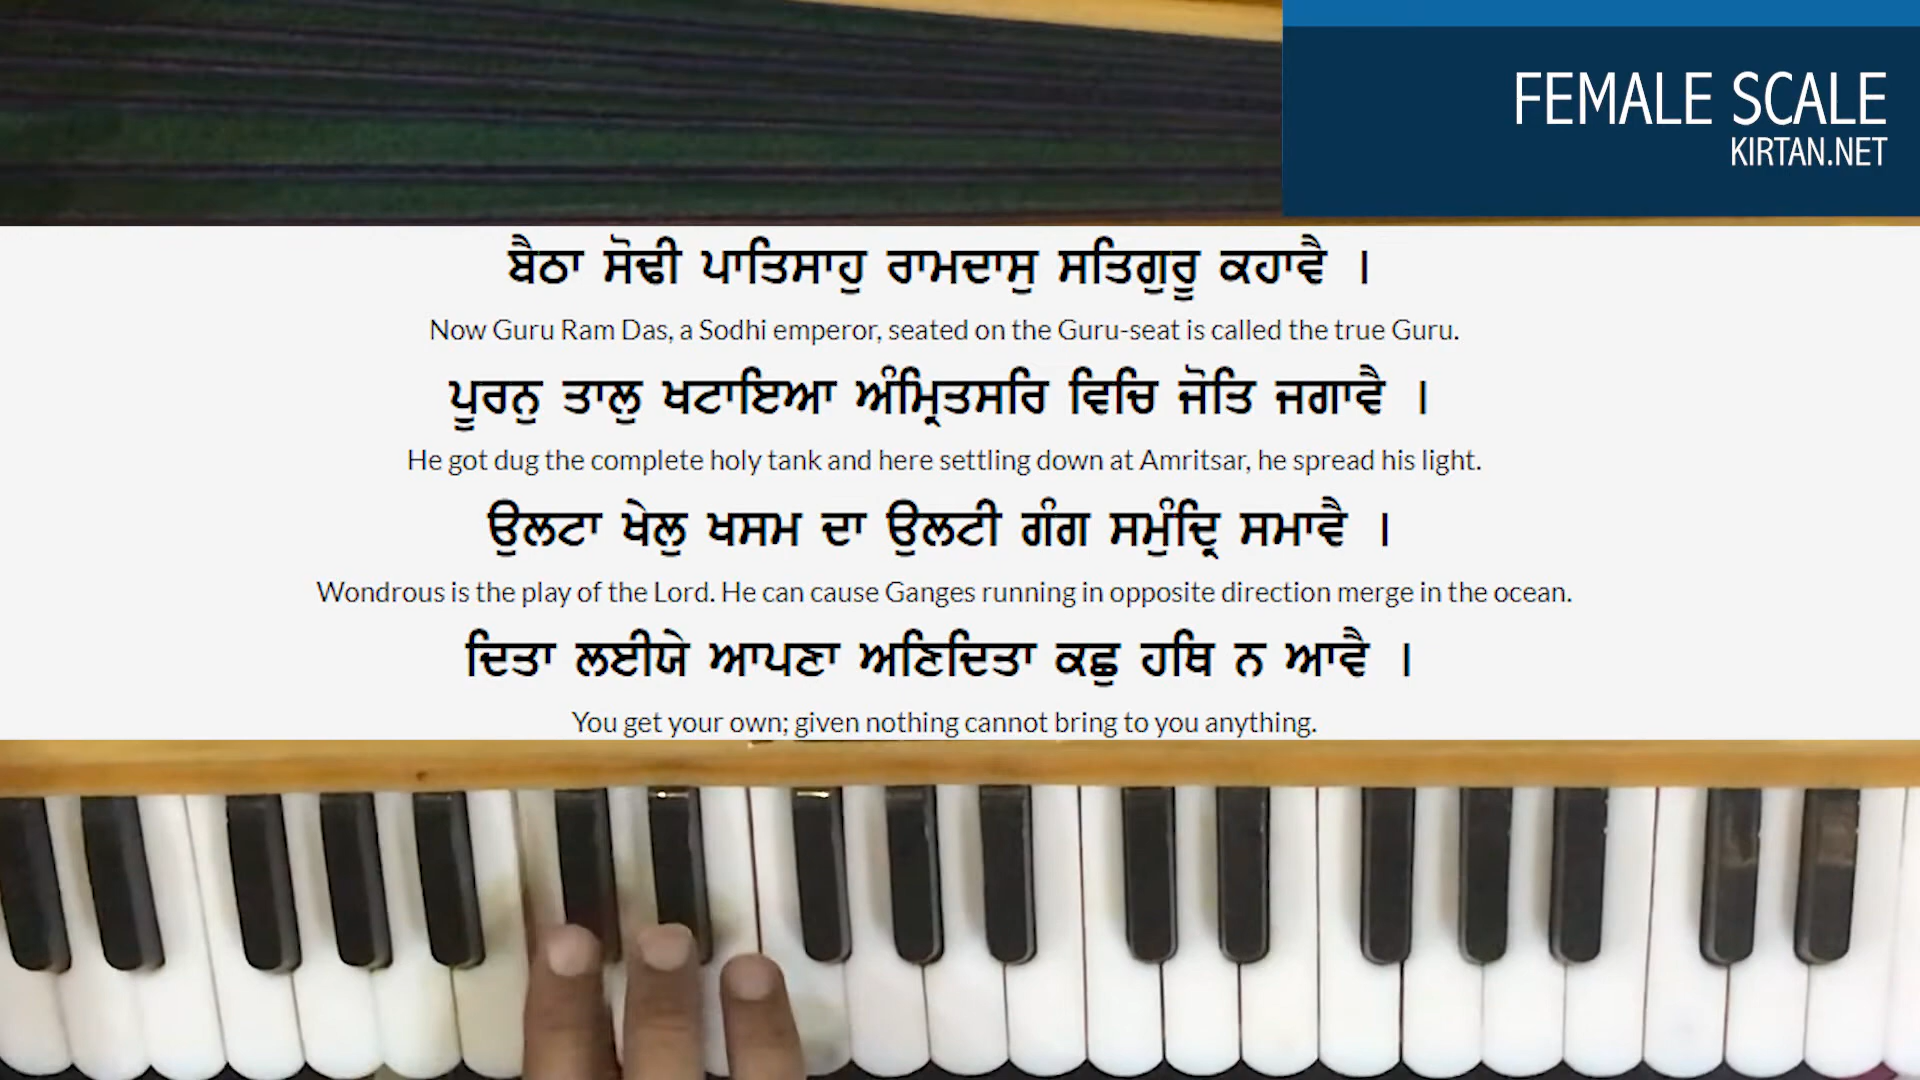 FEMALE SCALE
KIRTAN.NET
ਬੈਠਾ ਸੋਢੀ ਪਾਤਿਸਾਹੁ ਰਾਮਦਾਸੁ ਸਤਿਗੁਰੂ ਕਹਾਵੈ ।
Now Guru Ram Das, a Sodhi emperor, seated on the Guru-seat is called the true Guru.
ਪੂਰਨੁ ਤਾਲੁ ਖਟਾਇਆ ਅੰਮ੍ਰਿਤਸਰਿ ਵਿਚਿ ਜੋਤਿ ਜਗਾਵੈ ।
He got dug the complete holy tank and here settling down at Amritsar, he spread his light.
ਉਲਟਾ ਖੇਲੁ ਖਸਮ ਦਾ ਉਲਟੀ ਗੰਗ ਸਮੁੰਦ੍ਰਿ ਸਮਾਵੈ ।
Wondrous is the play of the Lord. He can cause Ganges running in opposite direction merge in the ocean.
ਦਿਤਾ ਲਈਯੇ ਆਪਣਾ ਅਣਿਦਿਤਾ ਕਛੁ ਹਥਿ ਨ ਆਵੈ ।
You get your own; given nothing cannot bring to you anything.